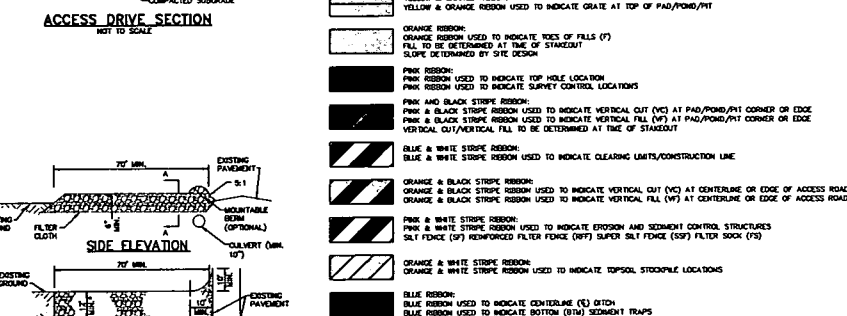 COMPACTED SUBGRADE
ACCESS DRIVE SECTION
NOT TO SCALE
70' MIN.
A
EXISTING
PAVEMENT
5:1
MOUNTABLE
BERM
(OPTIONAL)
FILTER
CLOTH
6"
MIN.
A
SIDE ELEVATION
CULVERT (MIN.
10")
EXISTING
GROUND
70' MIN.
10'
MIN.
EXISTING
PAVEMENT
10'
MIN.
YELLOW & ORANGE RIBBON USED TO INDICATE GRATE AT TOP OF PAD/POND/PIT
ORANGE RIBBON:
ORANGE RIBBON USED TO INDICATE TOES OF FILLS (F)
FILL TO BE DETERMINED AT TIME OF STAKEOUT
SLOPE DETERMINED BY SITE DESIGN
PINK RIBBON:
PINK RIBBON USED TO INDICATE TOP HOLE LOCATION
PINK RIBBON USED TO INDICATE SURVEY CONTROL LOCATIONS
PINK AND BLACK STRIPE RIBBON:
PINK & BLACK STRIPE RIBBON USED TO INDICATE VERTICAL CUT (VC) AT PAD/POND/PIT CORNER OR EDGE
PINK & BLACK STRIPE RIBBON USED TO INDICATE VERTICAL FILL (VF) AT PAD/POND/PIT CORNER OR EDGE
VERTICAL CUT/VERTICAL FILL TO BE DETERMINED AT TIME OF STAKEOUT
BLUE & WHITE STRIPE RIBBON:
BLUE & WHITE STRIPE RIBBON USED TO INDICATE CLEARING LIMITS/CONSTRUCTION LINE
ORANGE & BLACK STRIPE RIBBON:
ORANGE & BLACK STRIPE RIBBON USED TO INDICATE VERTICAL CUT (VC) AT CENTERLINE OR EDGE OF ACCESS ROAD
ORANGE & BLACK STRIPE RIBBON USED TO INDICATE VERTICAL FILL (VF) AT CENTERLINE OR EDGE OF ACCESS ROAD
PINK & WHITE STRIPE RIBBON:
PINK & WHITE STRIPE RIBBON USED TO INDICATE EROSION AND SEDIMENT CONTROL STRUCTURES
SILT FENCE (SF) REINFORCED FILTER FENCE (RFF) SUPER SILT FENCE (SSF) FILTER SOCK (FS)
ORANGE & WHITE STRIPE RIBBON:
ORANGE & WHITE STRIPE RIBBON USED TO INDICATE TOPSOIL STOCKPILE LOCATIONS
BLUE RIBBON:
BLUE RIBBON USED TO INDICATE CENTERLINE (℄) DITCH
BLUE RIBBON USED TO INDICATE BOTTOM (BTM) SEDIMENT TRAPS